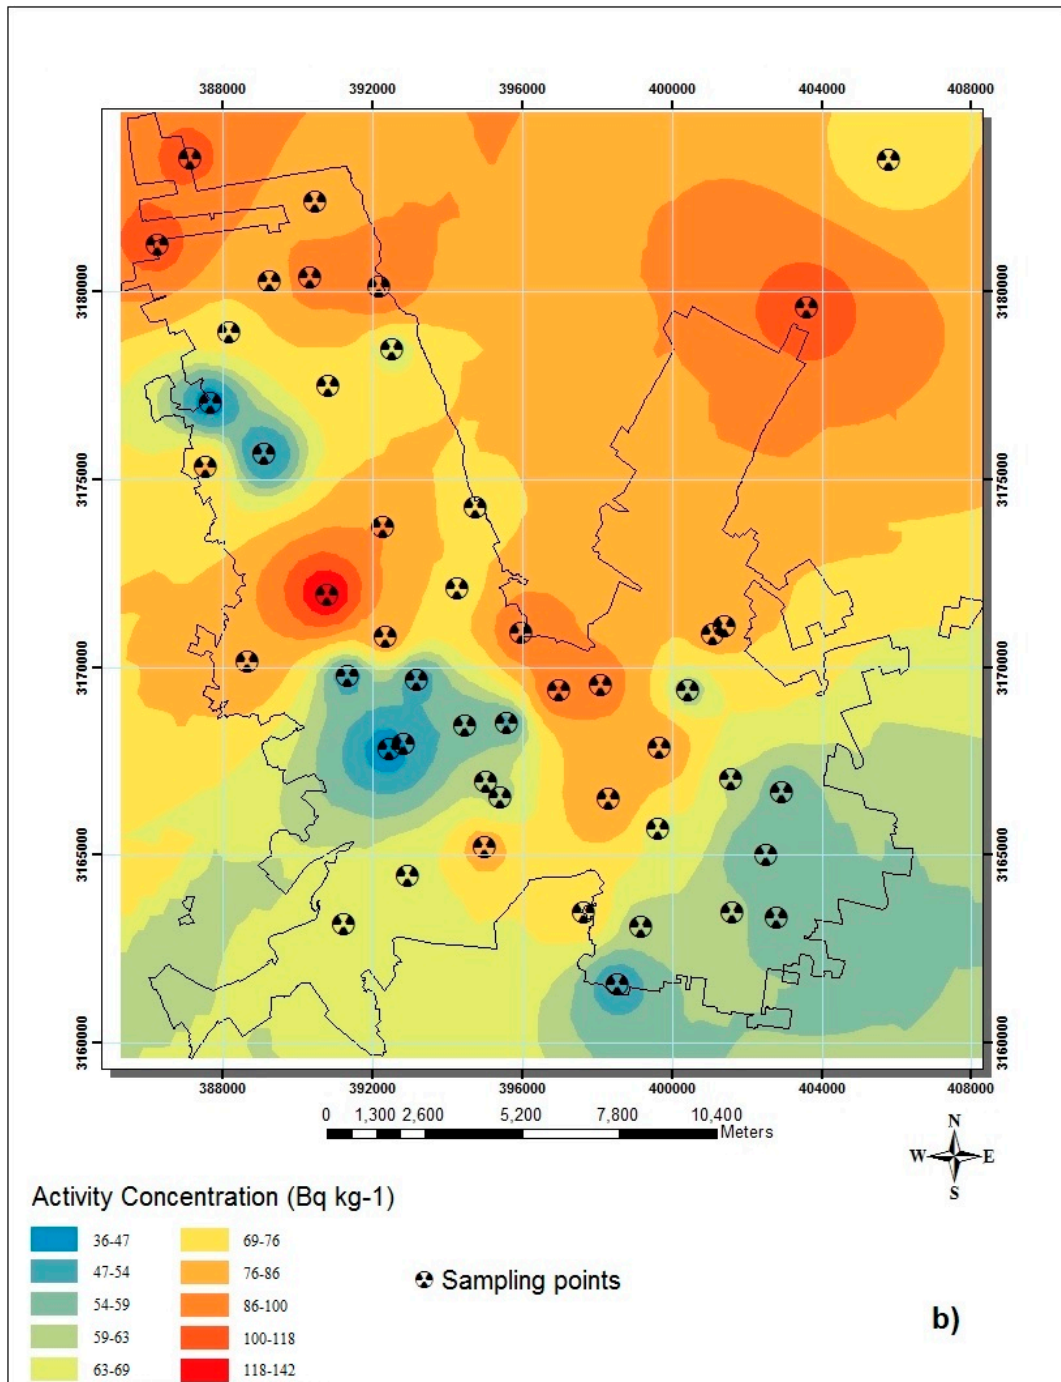 388000 392000 396000 400000 404000 408000
3180000 3180000
3175000 3175000
3170000 3170000
3165000 3165000
3160000 3160000
388000 392000 396000 400000 404000 408000
0 1,300 2,600 5,200 7,800 10,400
Meters
N
W E
S
Activity Concentration (Bq kg-1)
36-47 69-76
47-54 76-86
54-59 86-100
59-63 100-118
63-69 118-142
Sampling points
b)